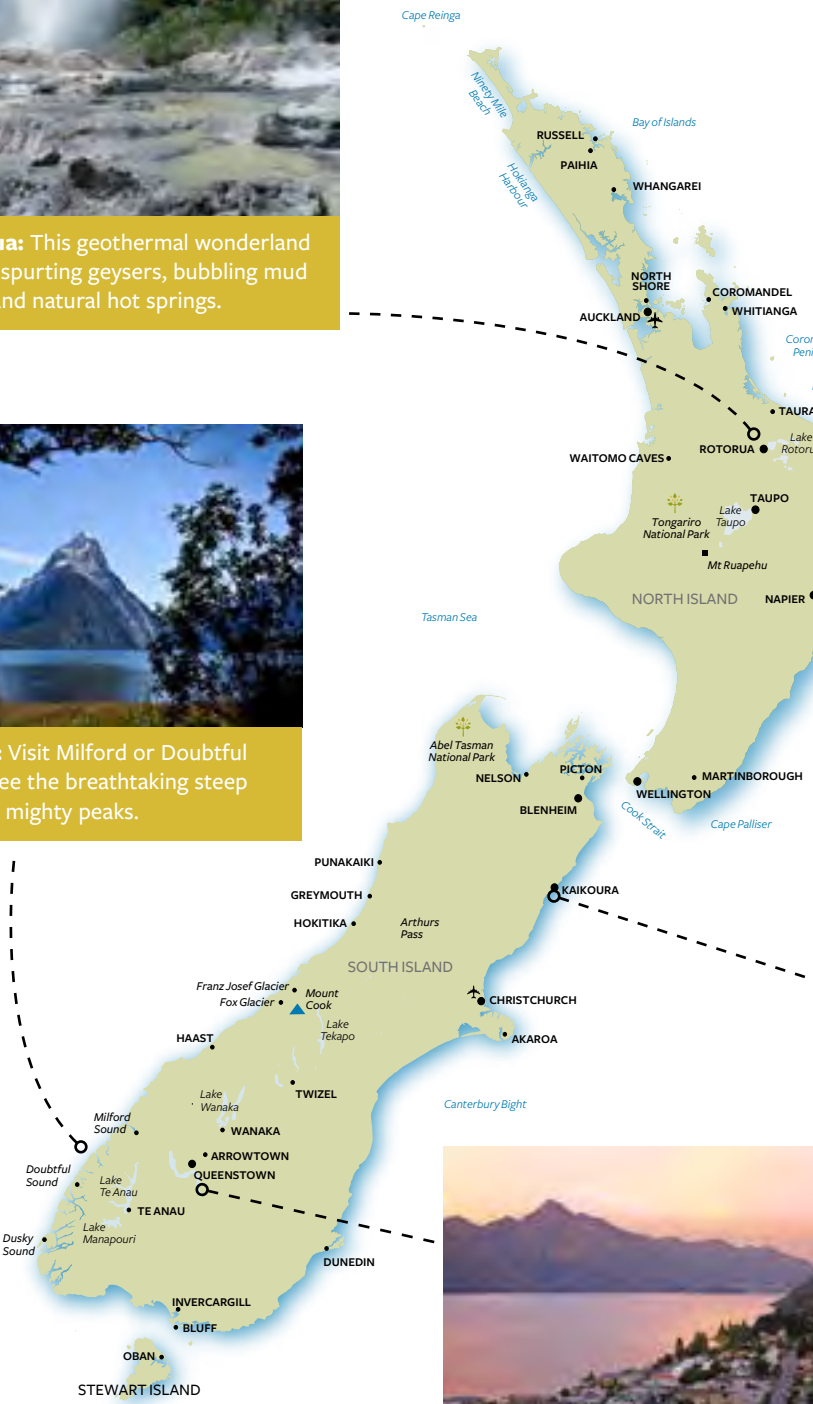 Cape Reinga
Ninety Mile
Beach
Bay of Islands
RUSSELL
PAIHIA
Hokianga
Harbour
WHANGAREI
ua: This geothermal wonderland
spurting geysers, bubbling mud
and natural hot springs.
NORTH
SHORE
COROMANDEL
AUCKLAND
WHITIANGA
Coror
Peni
TAURA
ROTORUA
Lake
Rotoru
WAITOMO CAVES
TAUPO
Lake
Taupo
Tongariro
National Park
Mt Ruapehu
NORTH ISLAND
NAPIER
Tasman Sea
: Visit Milford or Doubtful
ee the breathtaking steep
mighty peaks.
Abel Tasman
National Park
NELSON
PICTON
BLENHEIM
WELLINGTON
MARTINBOROUGH
Cook Strait
Cape Palliser
PUNAKAIKI
GREYMOUTH
KAIKOURA
HOKITIKA
Arthurs
Pass
SOUTH ISLAND
Franz Josef Glacier
Fox Glacier
Mount
Cook
CHRISTCHURCH
Lake
Tekapo
HAAST
AKAROA
TWIZEL
Canterbury Bight
Lake
Wanaka
Milford
Sound
WANAKA
ARROWTOWN
QUEENSTOWN
Doubtful
Sound
Lake
Te Anau
TE ANAU
Lake
Manapouri
Dusky
Sound
DUNEDIN
INVERCARGILL
BLUFF
OBAN
STEWART ISLAND